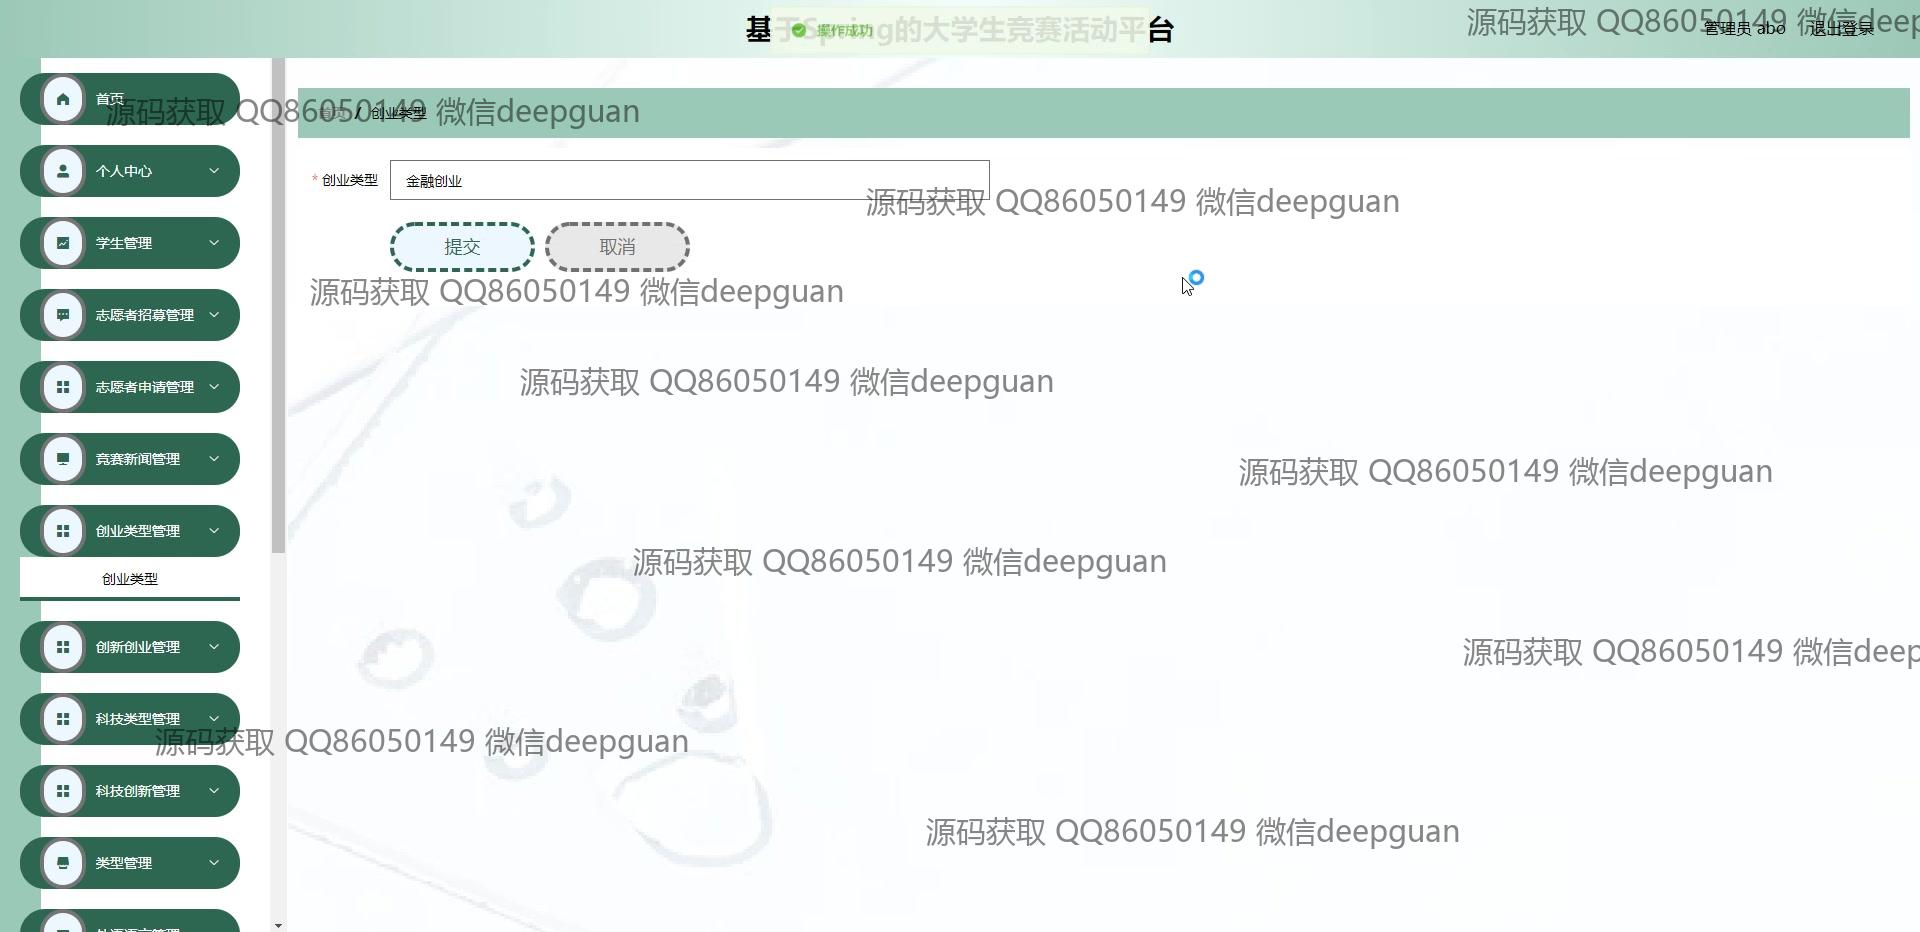 基于Spring的大学生竞赛活动平台
操作成功
管理员 abo
退出登录
源码获取 QQ86050149 微信deep
首页
源码获取 QQ86050149 微信deepguan
首页 / 创业类型
个人中心
* 创业类型
金融创业
源码获取 QQ86050149 微信deepguan
学生管理
提交
取消
源码获取 QQ86050149 微信deepguan
志愿者招募管理
志愿者申请管理
源码获取 QQ86050149 微信deepguan
竞赛新闻管理
源码获取 QQ86050149 微信deepguan
创业类型管理
源码获取 QQ86050149 微信deepguan
创业类型
创新创业管理
源码获取 QQ86050149 微信deep
科技类型管理
源码获取 QQ86050149 微信deepguan
科技创新管理
源码获取 QQ86050149 微信deepguan
类型管理